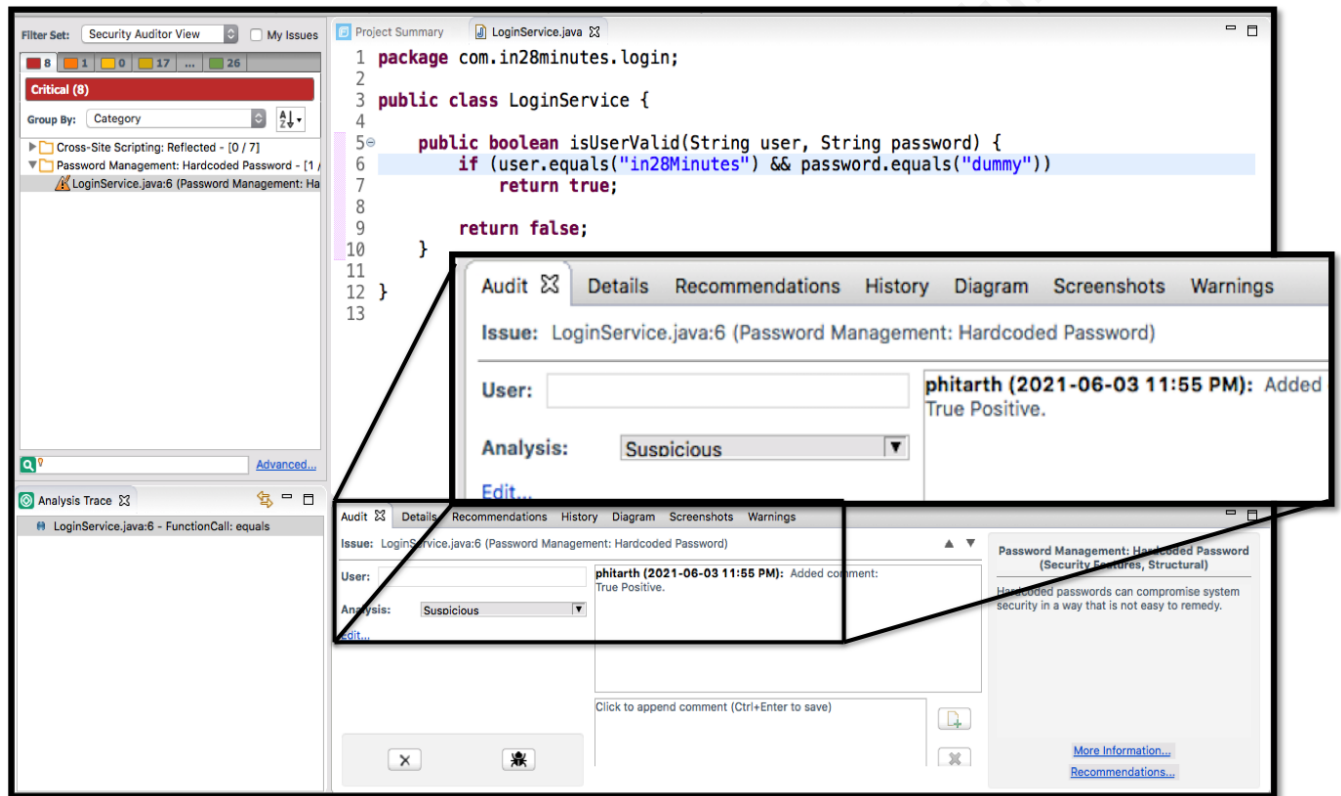 Filter Set: Security Auditor View My Issues
8 1 0 17 ... 26
Critical (8)
Group By: Category
Cross-Site Scripting: Reflected - [0 / 7]
Password Management: Hardcoded Password - [1 /
LoginService.java:6 (Password Management: Ha
Advanced...
Analysis Trace
LoginService.java:6 - FunctionCall: equals
Project Summary LoginService.java
1 package com.in28minutes.login;
2
3 public class LoginService {
4
5 public boolean isUserValid(String user, String password) {
6 if (user.equals("in28Minutes") && password.equals("dummy"))
7 return true;
8
9 return false;
10 }
11
12 }
13
Audit Details Recommendations History Diagram Screenshots Warnings
Issue: LoginService.java:6 (Password Management: Hardcoded Password)
User:
phitarth (2021-06-03 11:55 PM): Added
True Positive.
Analysis: Suspicious
Edit...
Audit Details Recommendations History Diagram Screenshots Warnings
Issue: LoginService.java:6 (Password Management: Hardcoded Password)
User:
phitarth (2021-06-03 11:55 PM): Added comment:
True Positive.
Analysis: Suspicious
Edit...
Click to append comment (Ctrl+Enter to save)
Password Management: Hardcoded Password
(Security Features, Structural)
Hardcoded passwords can compromise system
security in a way that is not easy to remedy.
More Information...
Recommendations...